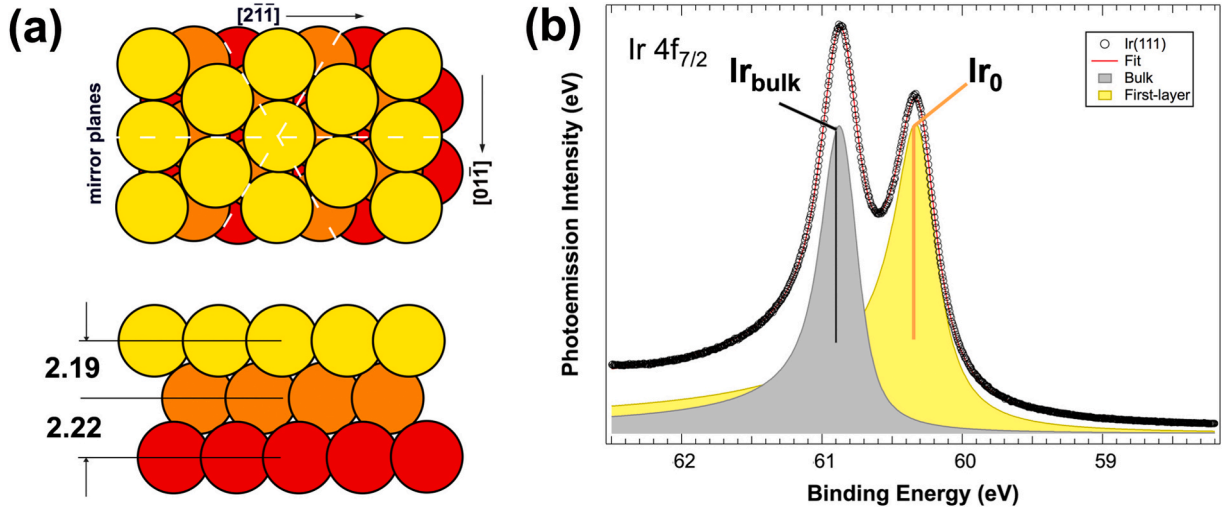 (a)
[21̄1̄]
mirror planes
[011̄]
2.19
2.22
(b)
Ir 4f7/2
Irbulk
Ir0
Ir(111)
Fit
Bulk
First-layer
Photoemission Intensity (eV)
62
61
60
59
Binding Energy (eV)